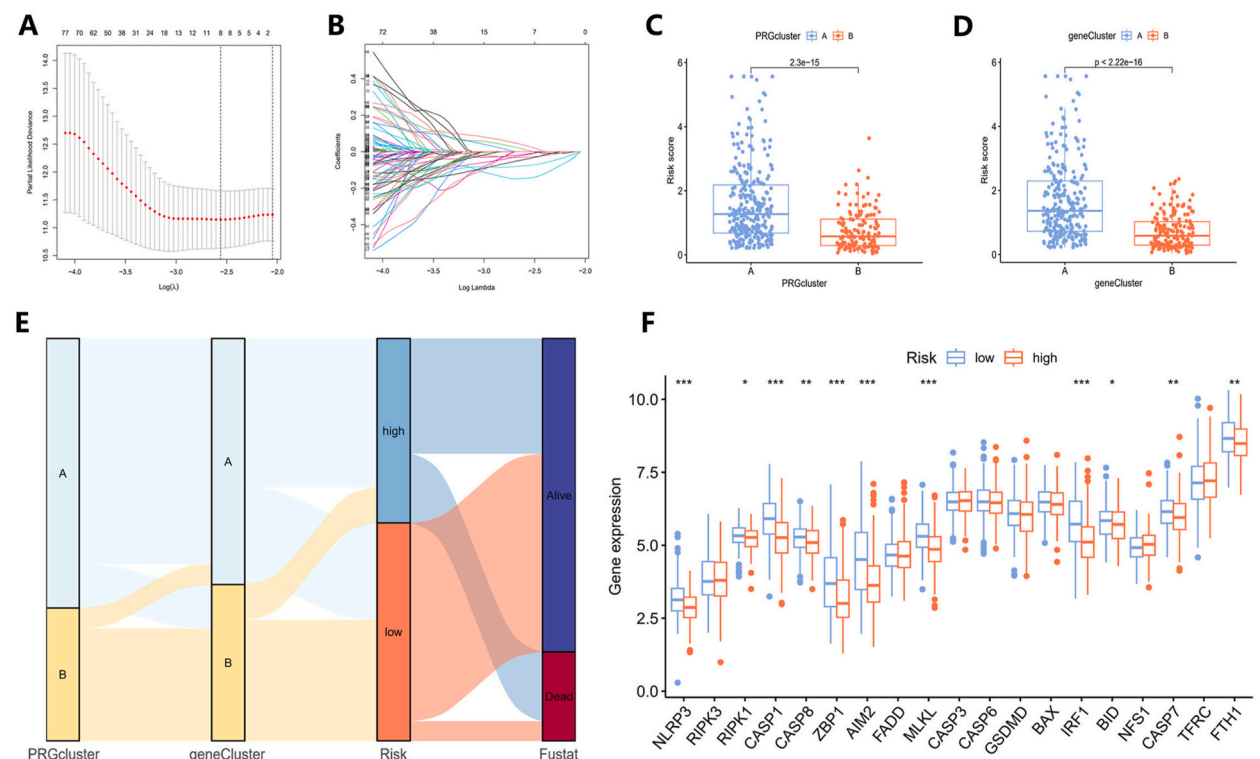 A
77 70 62 50 38 31 24 18 13 12 11 8 8 5 5 4 2
14.0
13.5
13.0
12.5
12.0
11.5
11.0
10.5
Partial Likelihood Deviance
−4.0 −3.5 −3.0 −2.5 −2.0
Log(λ)
B
72 38 15 7 0
0.4
0.2
0.0
−0.2
−0.4
Coefficients
−4.0 −3.5 −3.0 −2.5 −2.0
Log Lambda
C
PRGcluster A B
2.3e−15
6
4
2
0
Risk score
A B
PRGcluster
D
geneCluster A B
p < 2.22e−16
6
4
2
0
Risk score
A B
geneCluster
E
A
B
A
B
high
low
Alive
Dead
PRGcluster geneCluster Risk Fustat
F
Risk low high
*** * *** ** *** *** *** *** * ** **
10.0
7.5
5.0
2.5
0.0
Gene expression
NLRP3
RIPK3
RIPK1
CASP1
CASP8
ZBP1
AIM2
FADD
MLKL
CASP3
CASP6
GSDMD
BAX
IRF1
BID
NFS1
CASP7
TFRC
FTH1